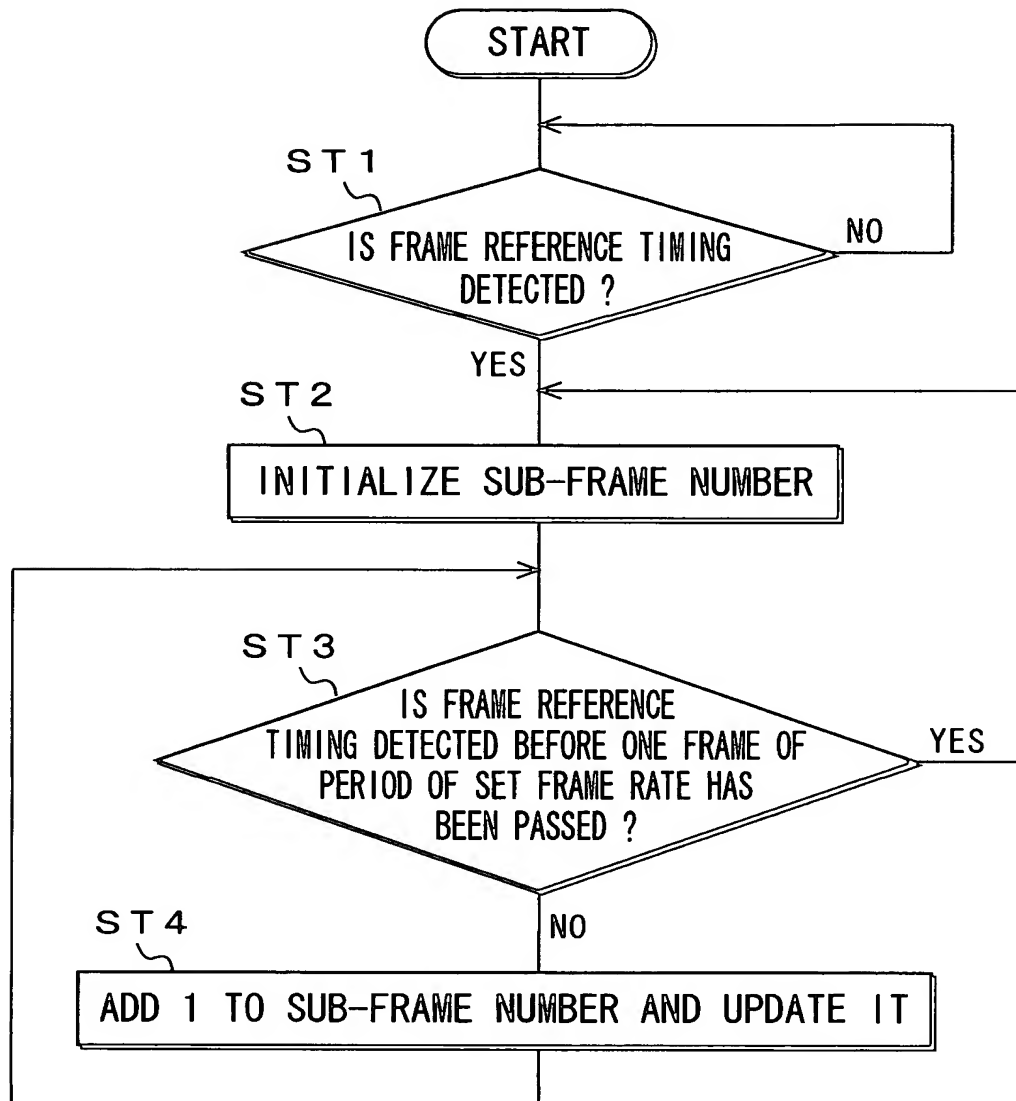 START
ST1
IS FRAME REFERENCE TIMING
DETECTED ?
NO
YES
ST2
INITIALIZE SUB-FRAME NUMBER
ST3
IS FRAME REFERENCE
TIMING DETECTED BEFORE ONE FRAME OF
PERIOD OF SET FRAME RATE HAS
BEEN PASSED ?
YES
NO
ST4
ADD 1 TO SUB-FRAME NUMBER AND UPDATE IT